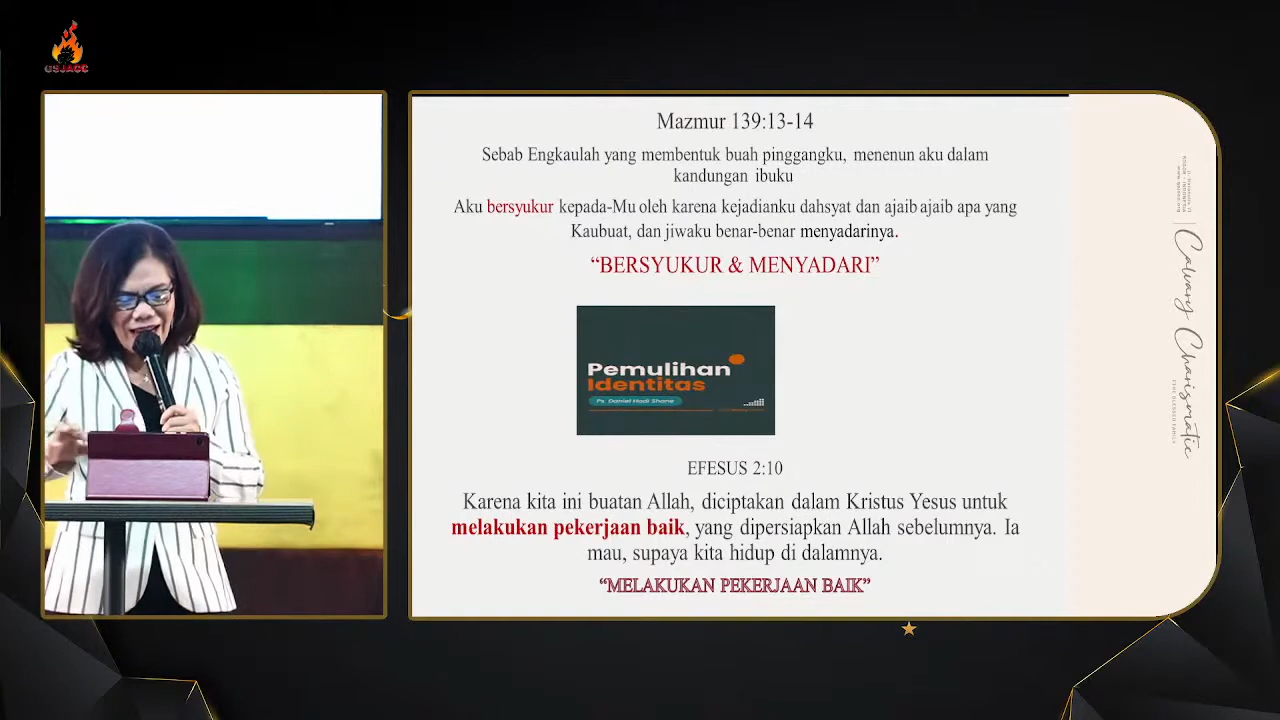 GSJACC
Mazmur 139:13-14
Sebab Engkaulah yang membentuk buah pinggangku, menenun aku dalam
kandungan ibuku
Aku bersyukur kepada-Mu oleh karena kejadianku dahsyat dan ajaib ajaib apa yang
Kaubuat, dan jiwaku benar-benar menyadarinya.
“BERSYUKUR & MENYADARI”
Pemulihan
Identitas
Ps. Daniel Hadi Shane
EFESUS 2:10
Karena kita ini buatan Allah, diciptakan dalam Kristus Yesus untuk
melakukan pekerjaan baik, yang dipersiapkan Allah sebelumnya. Ia
mau, supaya kita hidup di dalamnya.
“MELAKUKAN PEKERJAAN BAIK”
Calvary Charismatic